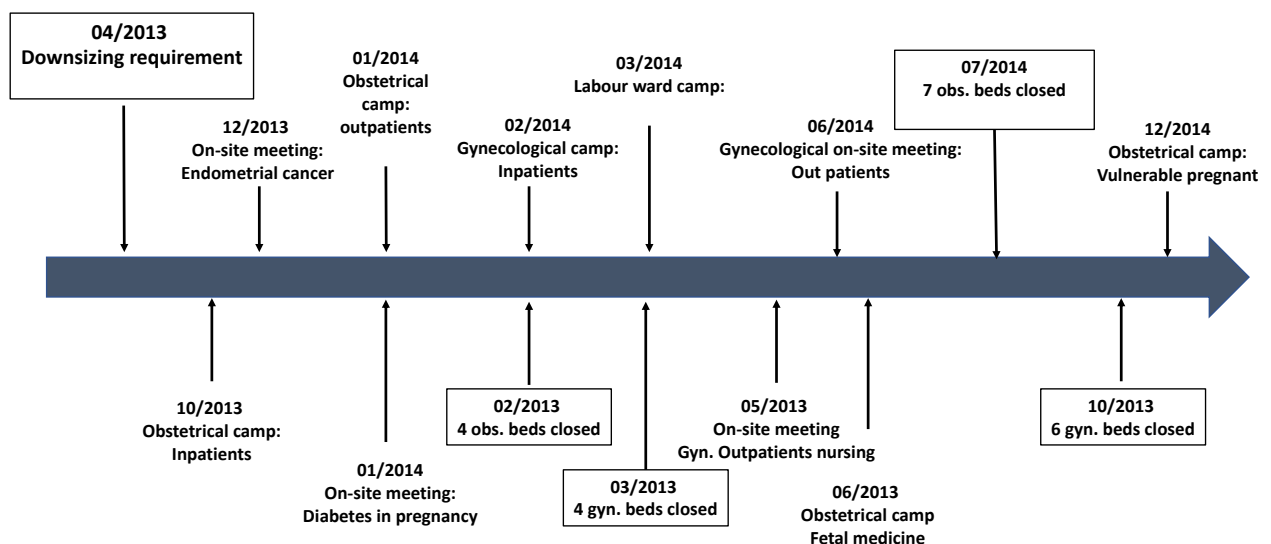 04/2013
Downsizing requirement
12/2013
On-site meeting:
Endometrial cancer
01/2014
Obstetrical
camp:
outpatients
02/2014
Gynecological camp:
Inpatients
03/2014
Labour ward camp:
06/2014
Gynecological on-site meeting:
Out patients
07/2014
7 obs. beds closed
12/2014
Obstetrical camp:
Vulnerable pregnant
10/2013
Obstetrical camp:
Inpatients
01/2014
On-site meeting:
Diabetes in pregnancy
02/2013
4 obs. beds closed
03/2013
4 gyn. beds closed
05/2013
On-site meeting
Gyn. Outpatients nursing
06/2013
Obstetrical camp
Fetal medicine
10/2013
6 gyn. beds closed